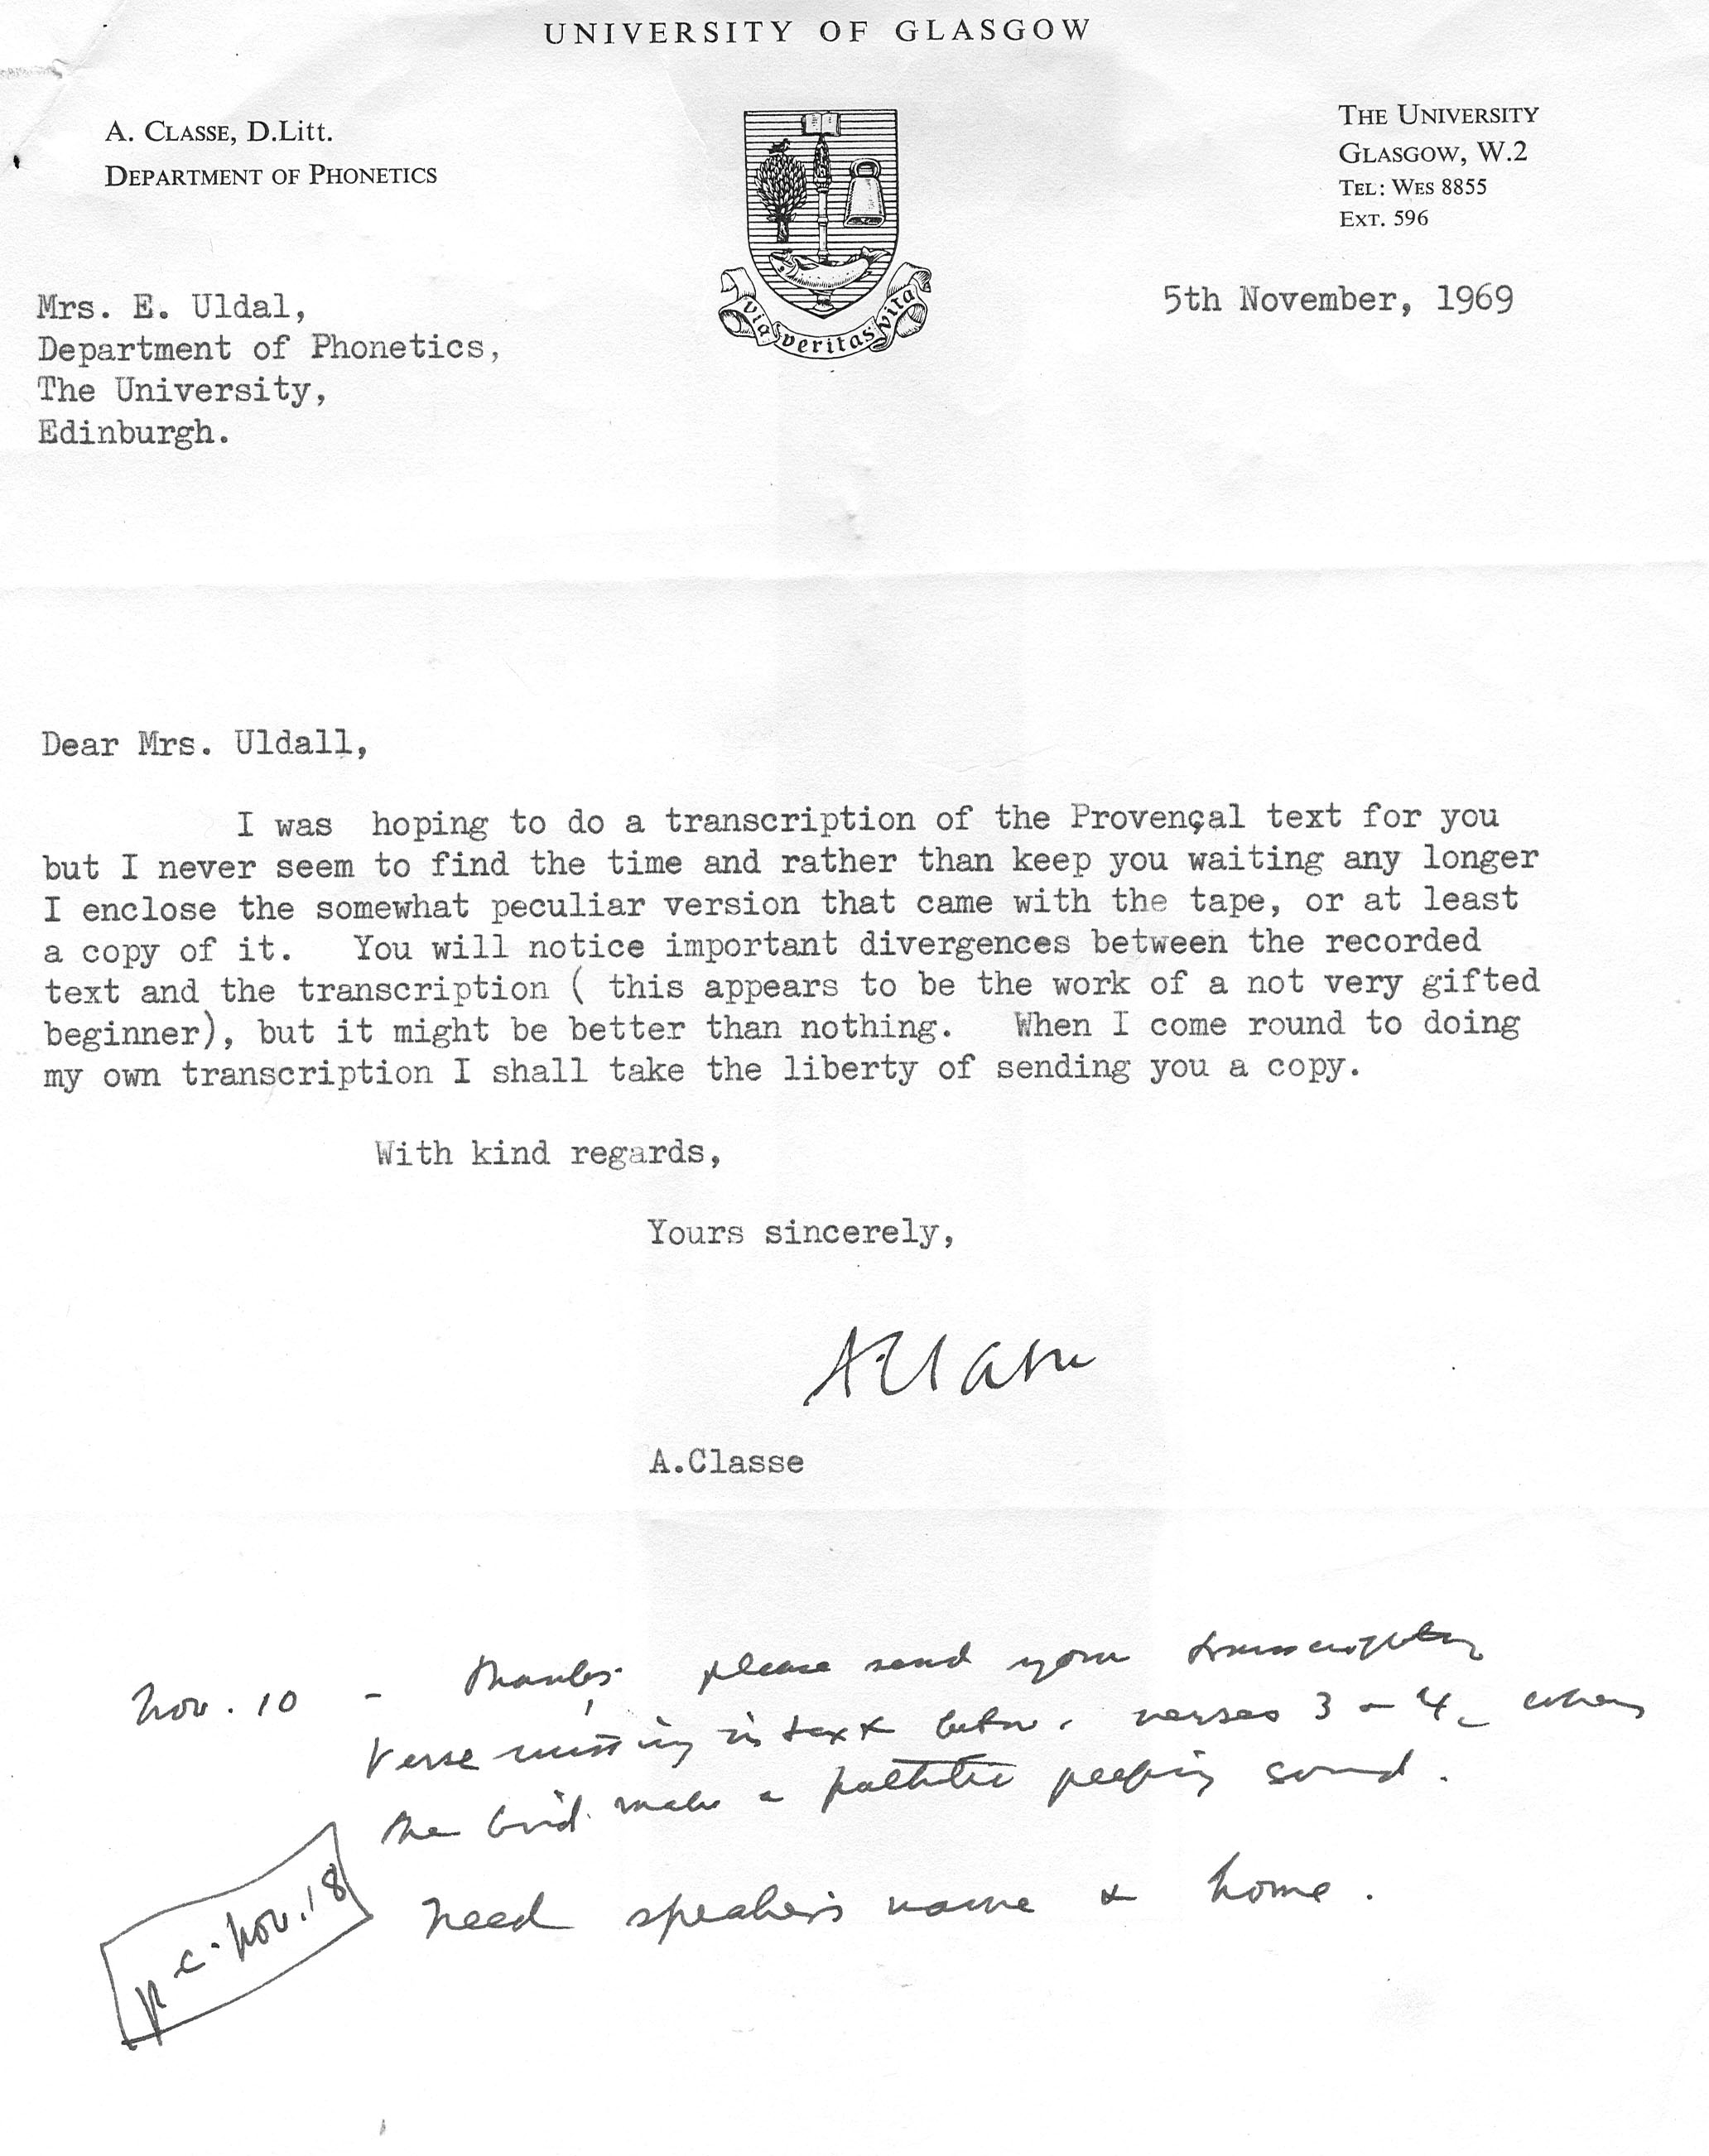 UNIVERSITY OF GLASGOW
A. CLASSE, D.Litt.
DEPARTMENT OF PHONETICS
THE UNIVERSITY
GLASGOW, W.2
TEL: WES 8855
EXT. 596
via veritas vita
5th November, 1969
Mrs. E. Uldal,
Department of Phonetics,
The University,
Edinburgh.
Dear Mrs. Uldall,
I was hoping to do a transcription of the Provençal text for you
but I never seem to find the time and rather than keep you waiting any longer
I enclose the somewhat peculiar version that came with the tape, or at least
a copy of it. You will notice important divergences between the recorded
text and the transcription ( this appears to be the work of a not very gifted
beginner), but it might be better than nothing. When I come round to doing
my own transcription I shall take the liberty of sending you a copy.
With kind regards,
Yours sincerely,
A. Classe
A.Classe
Nov. 10 - Thanks. please send your transcription
Verse missing in text betw. verses 3 - 4, when
the bird makes a pathetic peeping sound.
Need speaker's name & home.
pc. Nov. 18